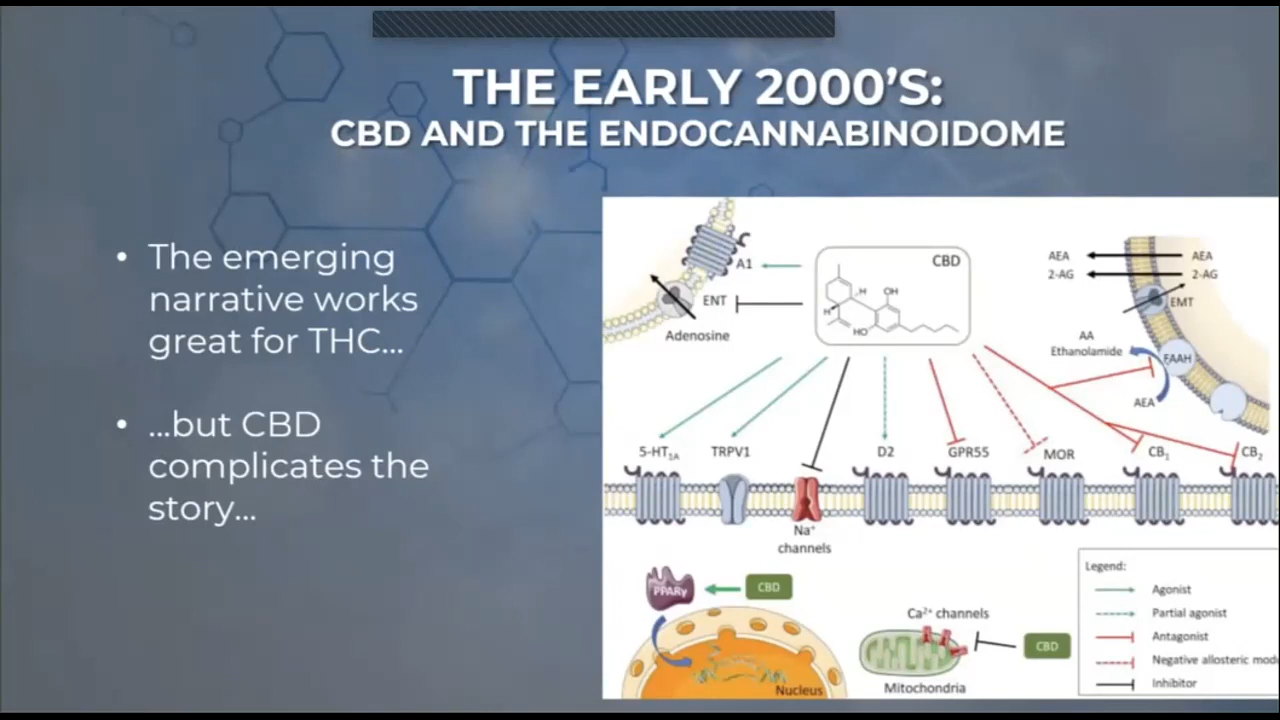 THE EARLY 2000'S:
CBD AND THE ENDOCANNABINOIDOME
• The emerging
narrative works
great for THC...
• ...but CBD
complicates the
story...
A1
ENT
Adenosine
CBD
H
OH
H
HO
AEA
AEA
2-AG
2-AG
EMT
AA
Ethanolamide
FAAH
AEA
5-HT1A
TRPV1
D2
GPR55
MOR
CB1
CB2
Na+
channels
PPARγ
CBD
Nucleus
Ca2+ channels
CBD
Mitochondria
Legend:
Agonist
Partial agonist
Antagonist
Negative allosteric mod
Inhibitor